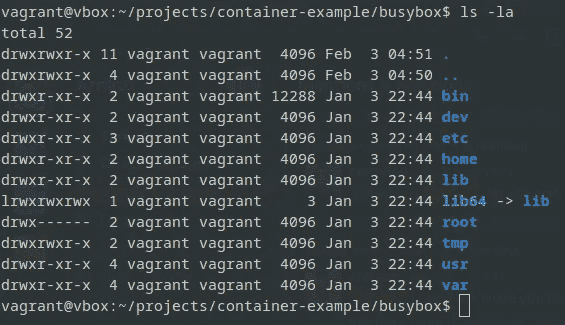 vagrant@vbox:~/projects/container-example/busybox$ ls -la
total 52
drwxrwxr-x 11 vagrant vagrant  4096 Feb  3 04:51 .
drwxrwxr-x  4 vagrant vagrant  4096 Feb  3 04:50 ..
drwxr-xr-x  2 vagrant vagrant 12288 Jan  3 22:44 bin
drwxr-xr-x  2 vagrant vagrant  4096 Jan  3 22:44 dev
drwxr-xr-x  3 vagrant vagrant  4096 Jan  3 22:44 etc
drwxr-xr-x  2 vagrant vagrant  4096 Jan  3 22:44 home
drwxr-xr-x  2 vagrant vagrant  4096 Jan  3 22:44 lib
lrwxrwxrwx  1 vagrant vagrant     3 Jan  3 22:44 lib64 -> lib
drwx------  2 vagrant vagrant  4096 Jan  3 22:44 root
drwxrwxr-x  2 vagrant vagrant  4096 Jan  3 22:44 tmp
drwxr-xr-x  4 vagrant vagrant  4096 Jan  3 22:44 usr
drwxr-xr-x  4 vagrant vagrant  4096 Jan  3 22:44 var
vagrant@vbox:~/projects/container-example/busybox$